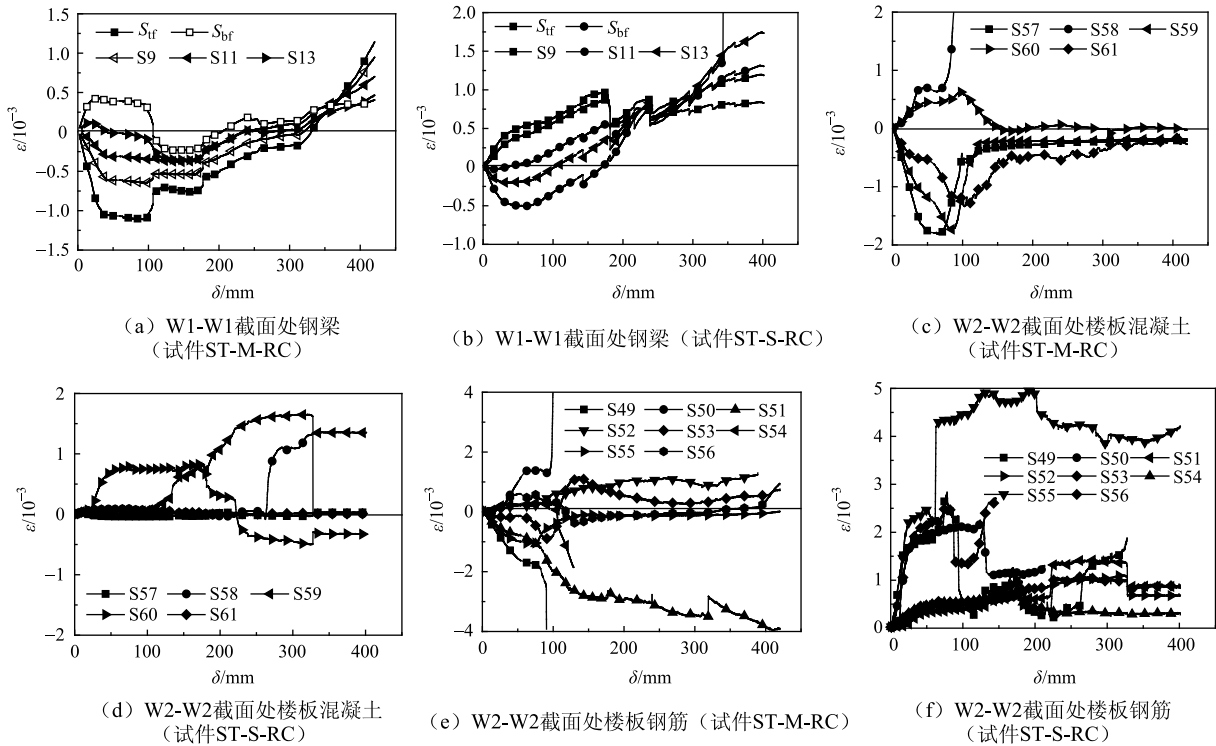 Stf Sbf
S9 S11 S13
ε/10⁻³
1.5
1.0
0.5
0
−0.5
−1.0
−1.5
0 100 200 300 400
δ/mm
(a) W1-W1截面处钢梁
(试件ST-M-RC)
Stf Sbf
S9 S11 S13
ε/10⁻³
2.0
1.5
1.0
0.5
0
−0.5
−1.0
0 100 200 300 400
δ/mm
(b) W1-W1截面处钢梁(试件ST-S-RC)
S57 S58 S59
S60 S61
ε/10⁻³
2
1
0
−1
−2
0 100 200 300 400
δ/mm
(c) W2-W2截面处楼板混凝土
(试件ST-M-RC)
ε/10⁻³
2
1
0
−1
−2
S57 S58 S59
S60 S61
0 100 200 300 400
δ/mm
(d) W2-W2截面处楼板混凝土
(试件ST-S-RC)
S49 S50 S51
S52 S53 S54
S55 S56
ε/10⁻³
4
2
0
−2
−4
0 100 200 300 400
δ/mm
(e) W2-W2截面处楼板钢筋(试件ST-M-RC)
ε/10⁻³
5
4
3
2
1
0
S49 S50 S51
S52 S53 S54
S55 S56
0 100 200 300 400
δ/mm
(f) W2-W2截面处楼板钢筋
(试件ST-S-RC)